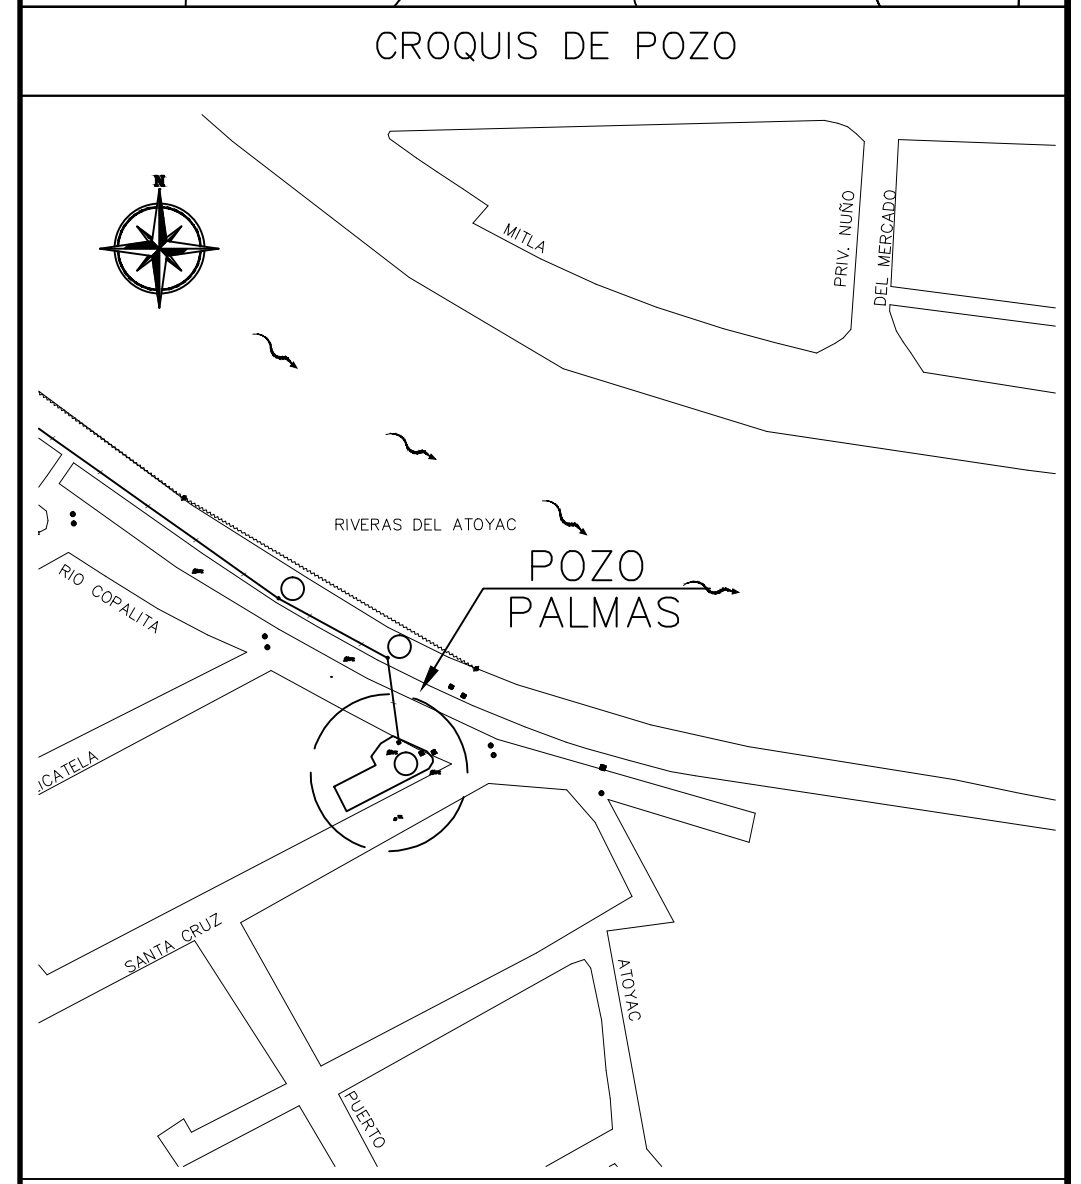 CROQUIS DE POZO
N
MITLA
PRIV. NUÑO
DEL MERCADO
RIVERAS DEL ATOYAC
POZO
PALMAS
RIO COPALITA
SANTA CRUZ
ATOYAC
PUERTO